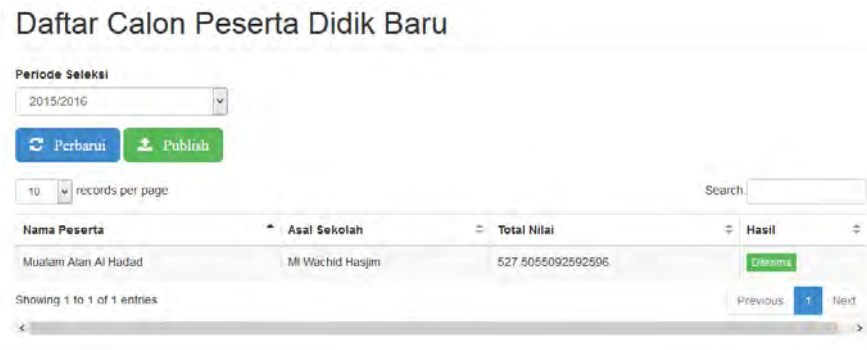 Daftar Calon Peserta Didik Baru
Periode Seleksi
2015/2016
Perbarui Publish
10 records per page Search:
Nama Peserta Asal Sekolah Total Nilai Hasil
Mualam Alan Al Hadad MI Wachid Hasjim 527.5055092592596 Diterima
Showing 1 to 1 of 1 entries Previous 1 Next